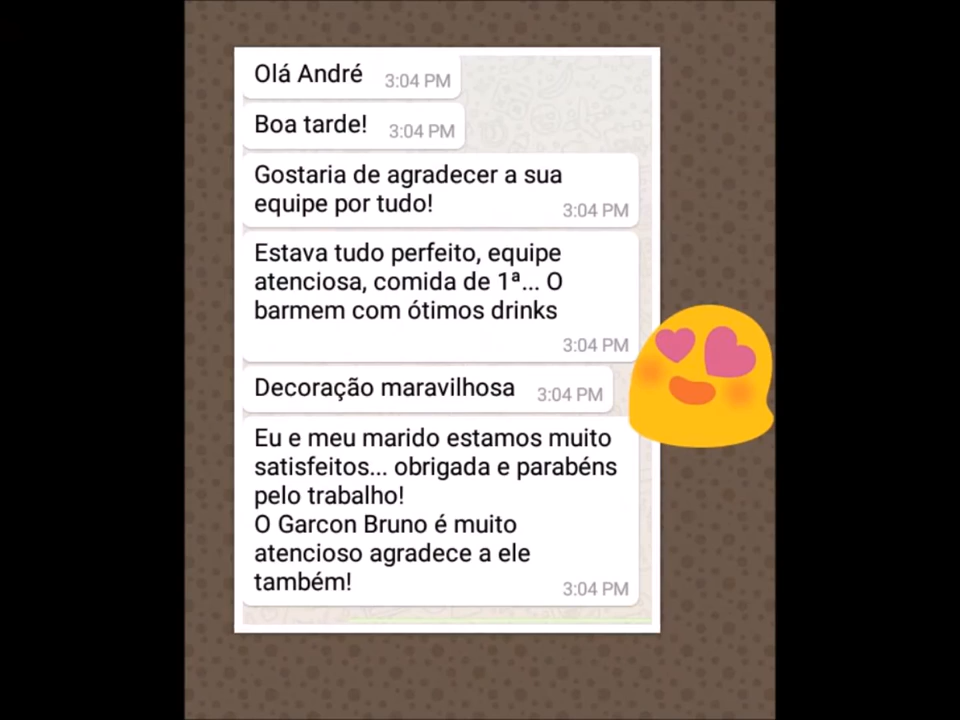 Olá André 3:04 PM
Boa tarde! 3:04 PM
Gostaria de agradecer a sua
equipe por tudo! 3:04 PM
Estava tudo perfeito, equipe
atenciosa, comida de 1ª... O
barmem com ótimos drinks
3:04 PM
Decoração maravilhosa 3:04 PM
Eu e meu marido estamos muito
satisfeitos... obrigada e parabéns
pelo trabalho!
O Garcon Bruno é muito
atencioso agradece a ele
também! 3:04 PM